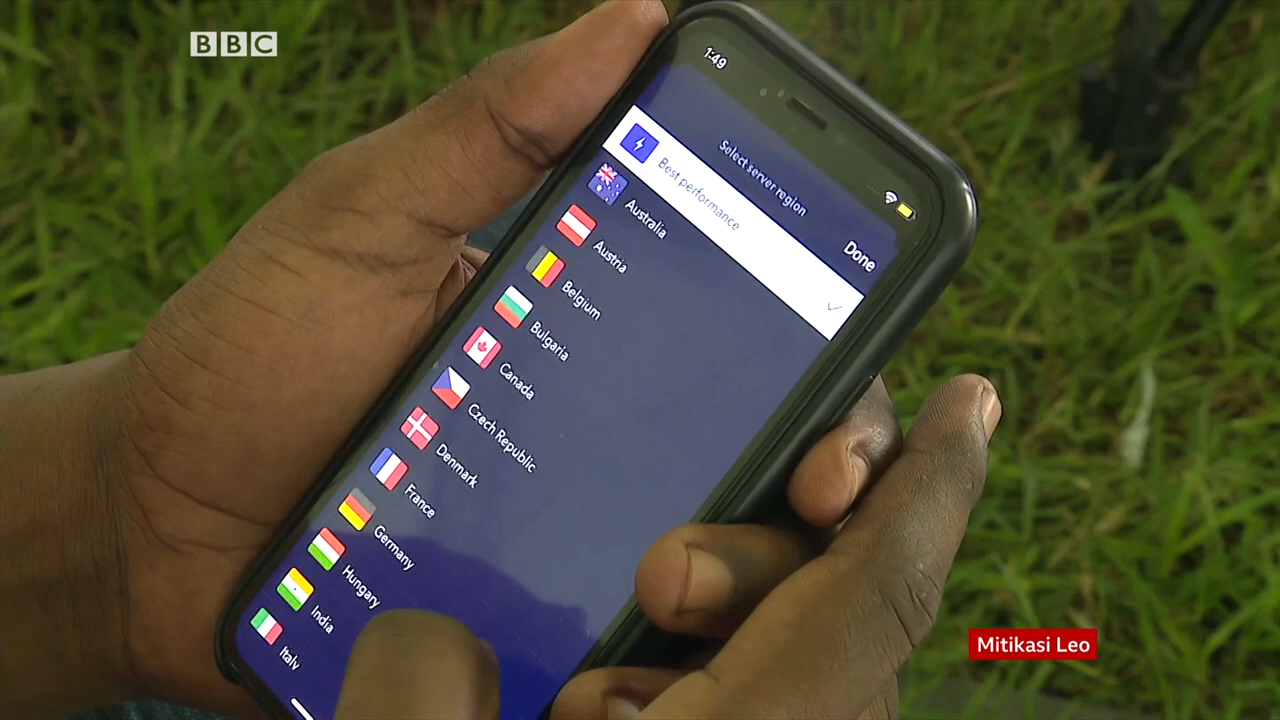 BBC
1:49
Select server region
Done
Best performance
Australia
Austria
Belgium
Bulgaria
Canada
Czech Republic
Denmark
France
Germany
Hungary
India
Italy
Mitikasi Leo